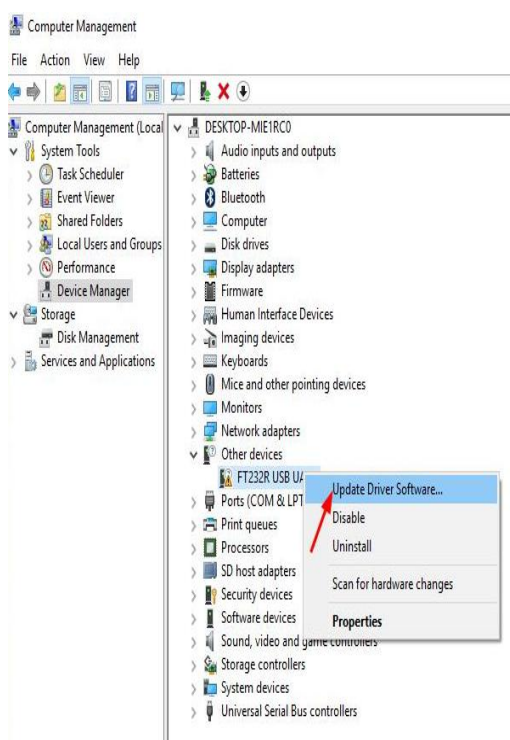 Computer Management
File Action View Help
Computer Management (Local
System Tools
Task Scheduler
Event Viewer
Shared Folders
Local Users and Groups
Performance
Device Manager
Storage
Disk Management
Services and Applications
DESKTOP-MIE1RC0
Audio inputs and outputs
Batteries
Bluetooth
Computer
Disk drives
Display adapters
Firmware
Human Interface Devices
Imaging devices
Keyboards
Mice and other pointing devices
Monitors
Network adapters
Other devices
FT232R USB UA
Ports (COM & LPT
Print queues
Processors
SD host adapters
Security devices
Software devices
Sound, video and game controllers
Storage controllers
System devices
Universal Serial Bus controllers
Update Driver Software...
Disable
Uninstall
Scan for hardware changes
Properties